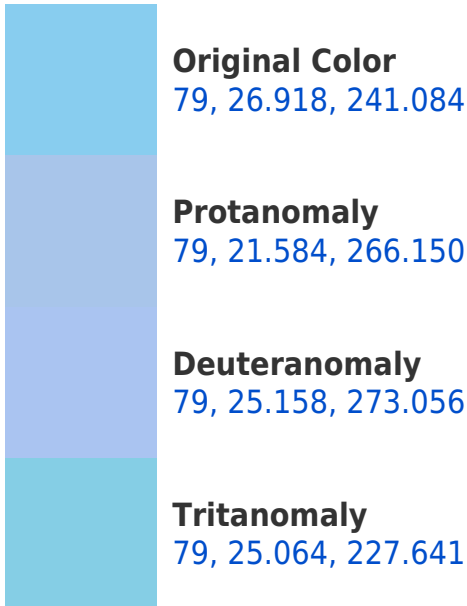 Original Color
79, 26.918, 241.084
Protanomaly
79, 21.584, 266.150
Deuteranomaly
79, 25.158, 273.056
Tritanomaly
79, 25.064, 227.641